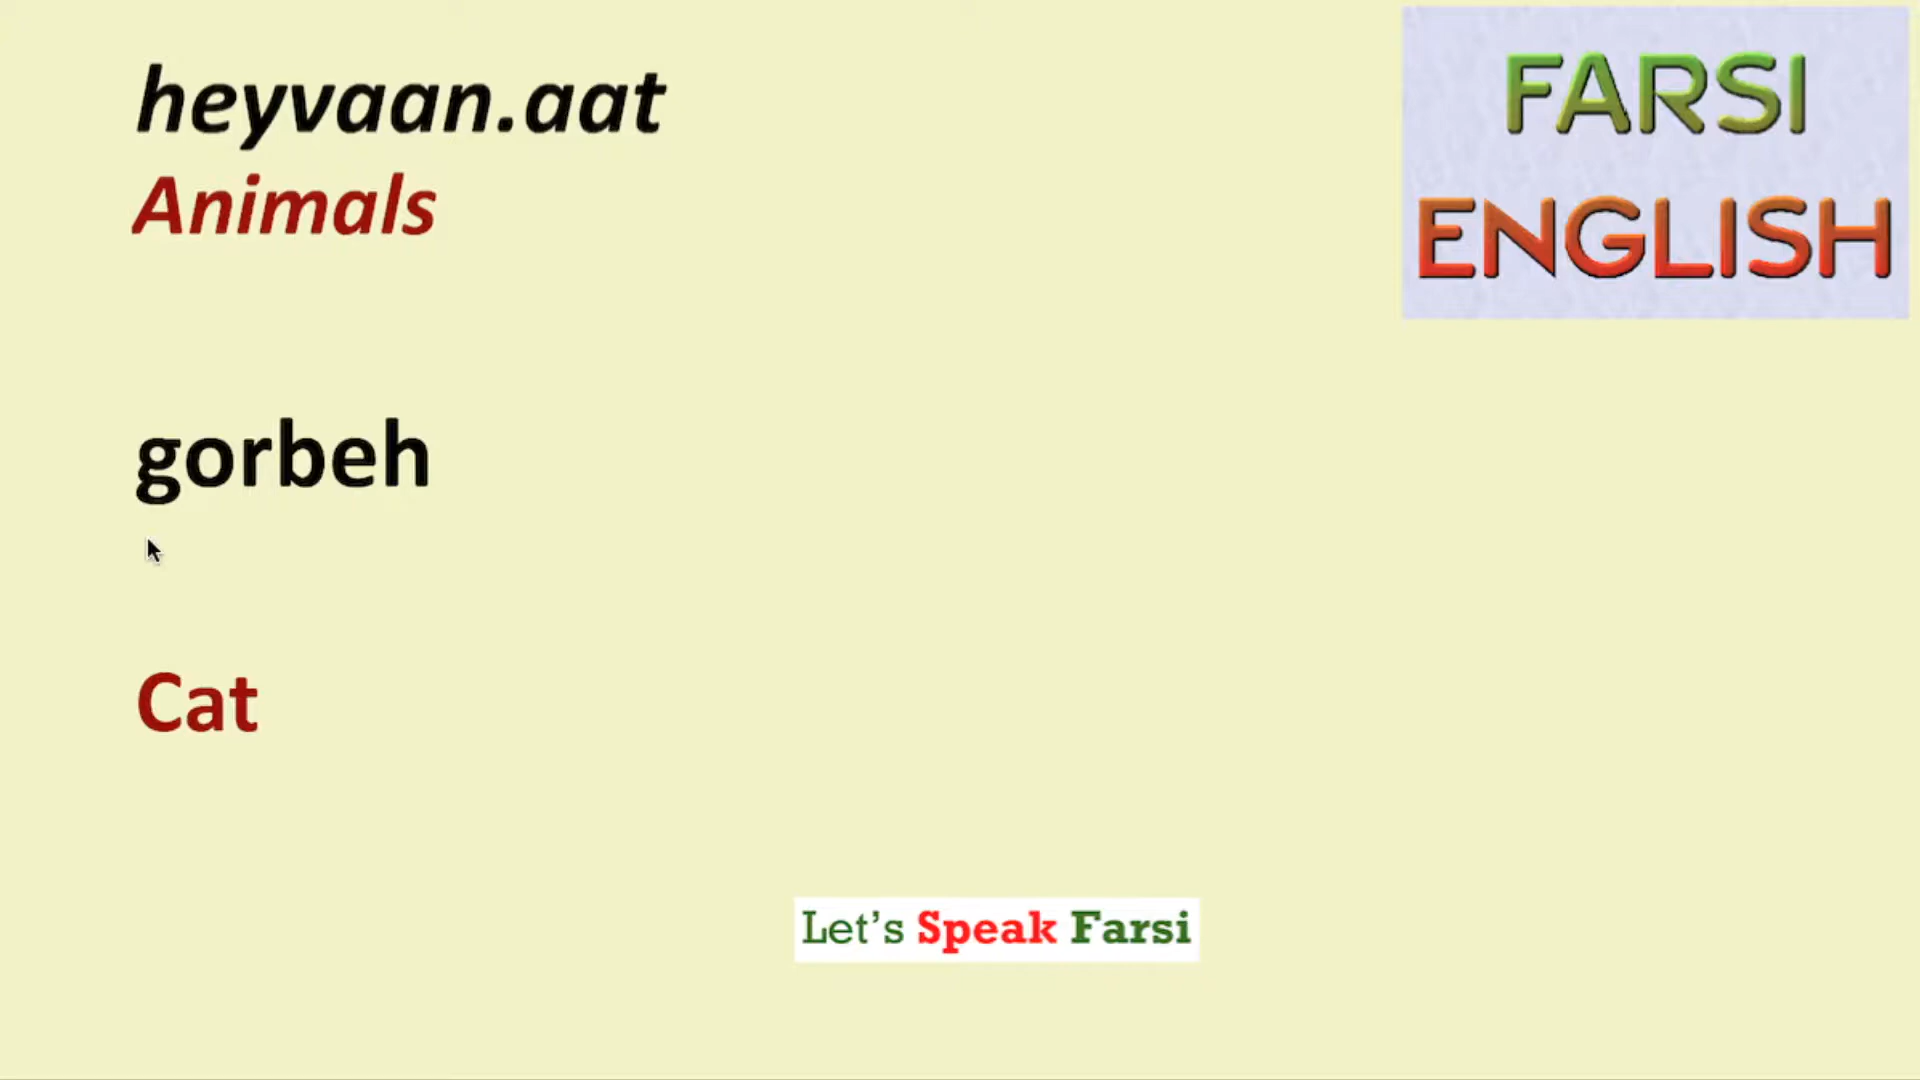 heyvaan.aat
Animals
FARSI
ENGLISH
gorbeh
Cat
Let's Speak Farsi